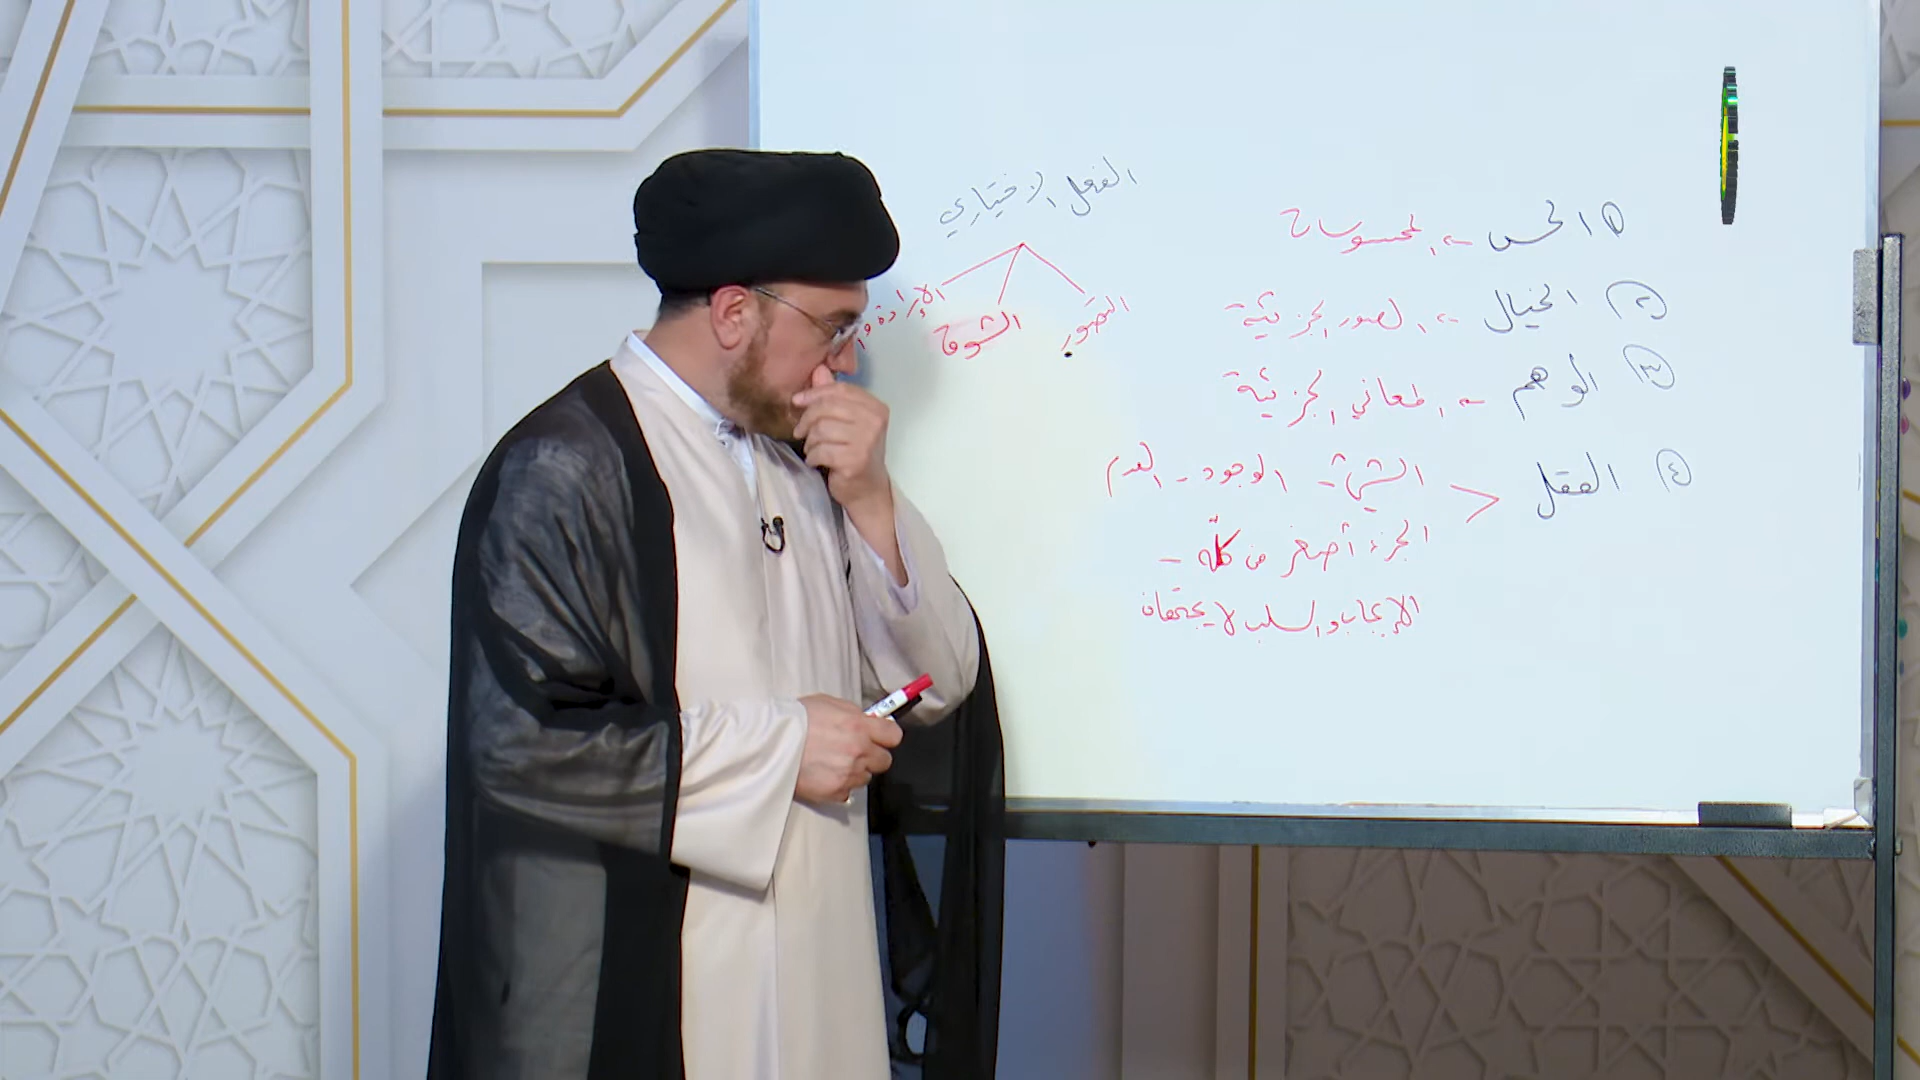 ١ الحس ← المحسوسات
٢ الخيال ← الصور الجزئية
٣ الوهم ← المعاني الجزئية
٤ العقل < الشيء - الوجود - العدم
الجزء أصغر من كله -
الإيجاب والسلب لا يجتمعان
الفعل الاختياري
التصور
الشوق
الإرادة